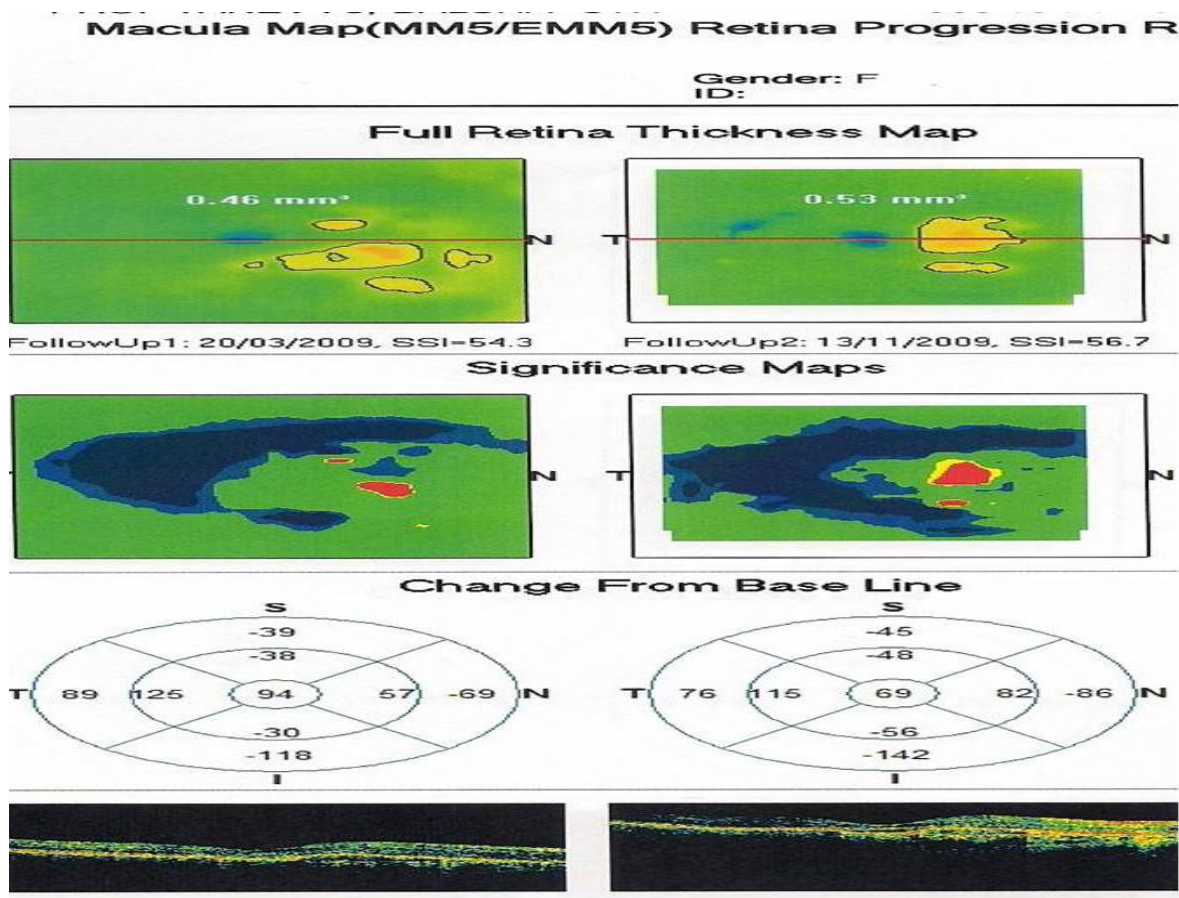 Macula Map(MM5/EMM5) Retina Progression R
Gender: F
ID:
Full Retina Thickness Map
0.46 mm³ 0.53 mm³
N T N
FollowUp1: 20/03/2009, SSI=54.3 FollowUp2: 13/11/2009, SSI=56.7
Significance Maps
N T N
Change From Base Line
S S
-39 -45
-38 -48
T 89 125 94 57 -69 N T 76 115 69 82 -86 N
-30 -56
-118 -142
I I